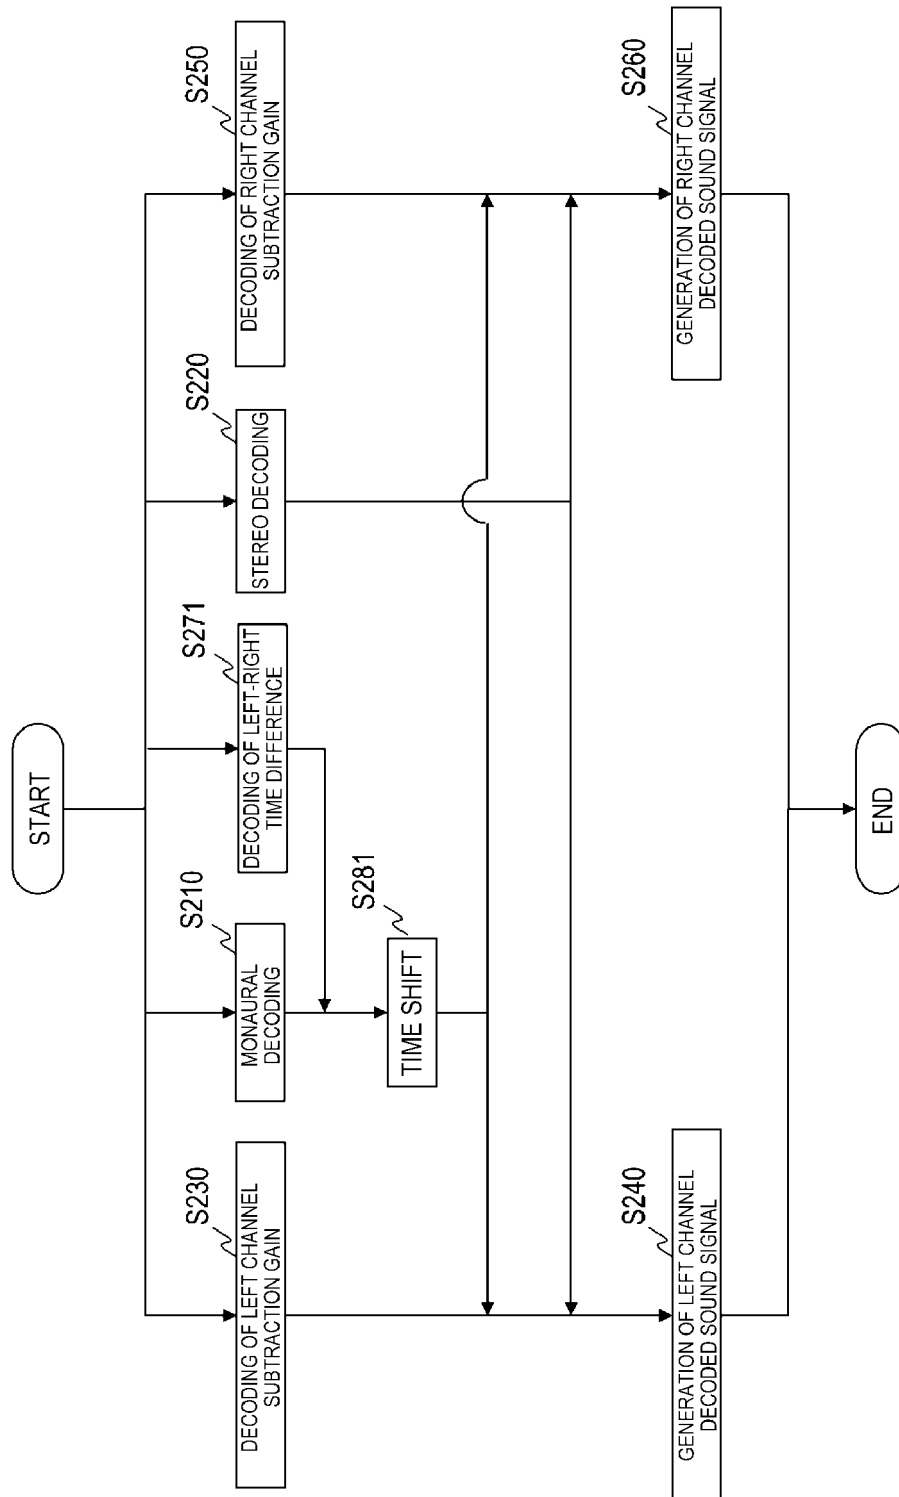 START
S230
DECODING OF LEFT CHANNEL
SUBTRACTION GAIN
S210
MONAURAL
DECODING
S271
DECODING OF LEFT-RIGHT
TIME DIFFERENCE
S220
STEREO DECODING
S250
DECODING OF RIGHT CHANNEL
SUBTRACTION GAIN
S281
TIME SHIFT
S240
GENERATION OF LEFT CHANNEL
DECODED SOUND SIGNAL
S260
GENERATION OF RIGHT CHANNEL
DECODED SOUND SIGNAL
END